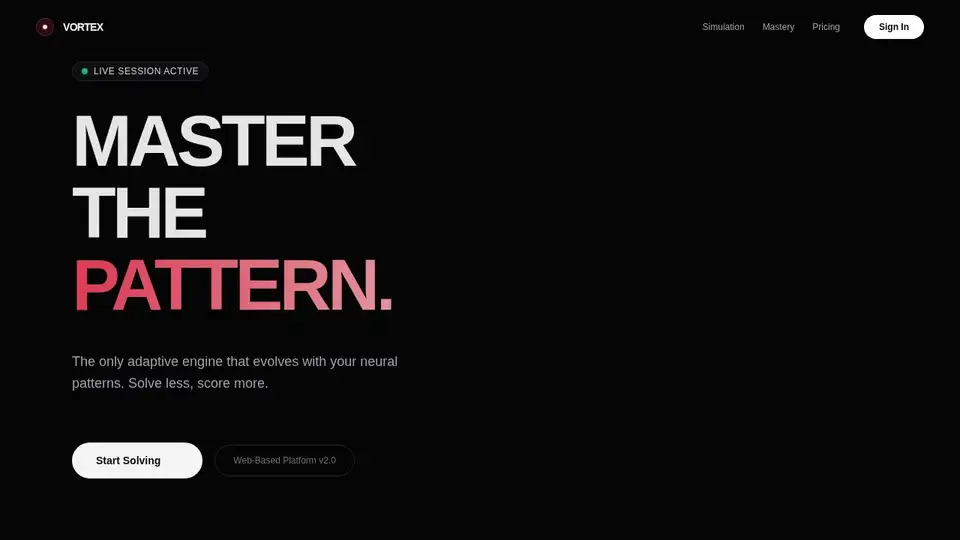 VORTEX
Simulation Mastery Pricing Sign In
LIVE SESSION ACTIVE
MASTER
THE
PATTERN.
The only adaptive engine that evolves with your neural
patterns. Solve less, score more.
Start Solving
Web-Based Platform v2.0